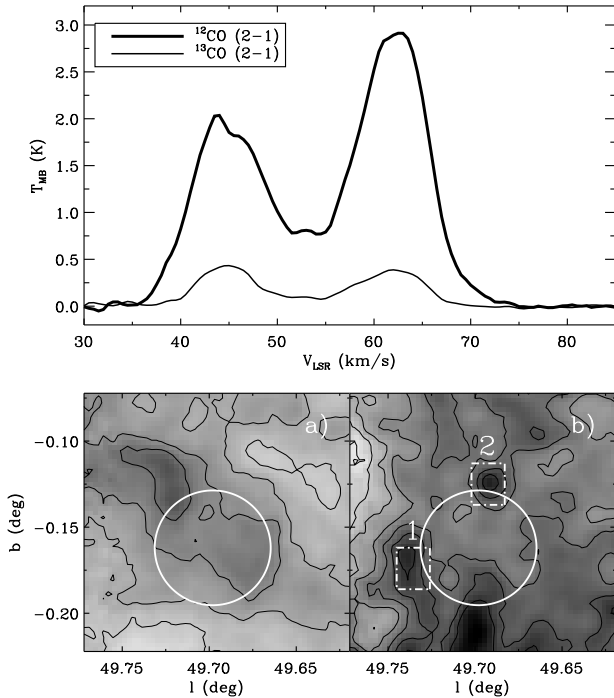 3.0
2.5
2.0
1.5
1.0
0.5
0.0
T_MB (K)
¹²CO (2-1)
¹³CO (2-1)
30 40 50 60 70 80
V_LSR (km/s)
-0.10
-0.15
-0.20
b (deg)
a)
b)
2
1
49.75 49.70 49.65
49.75 49.70 49.65
l (deg)
l (deg)